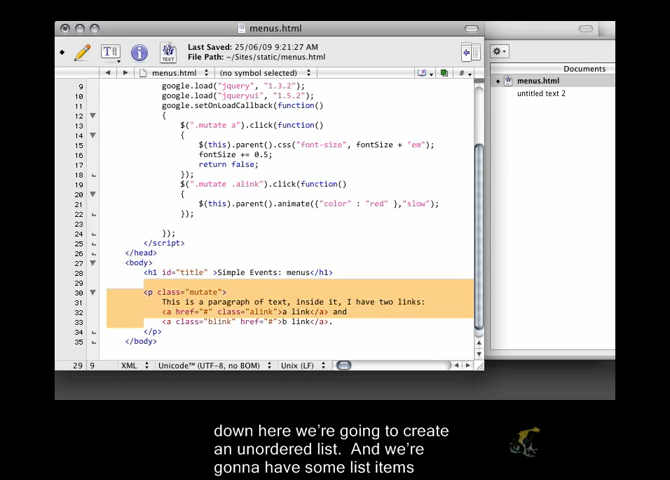 menus.html
Last Saved: 25/06/09 9:21:27 AM
File Path: ~/Sites/static/menus.html
TEXT
menus.html
(no symbol selected)
#
9 google.load("jquery", "1.3.2");
10 google.load("jqueryui", "1.5.2");
11 google.setOnLoadCallback(function()
12 {
13 $(".mutate a").click(function()
14 {
15 $(this).parent().css("font-size", fontSize + "em");
16 fontSize += 0.5;
17 return false;
18 });
19 $(".mutate .alink").click(function()
20 {
21 $(this).parent().animate({"color" : "red" },"slow");
22 });
23
24 });
25 </script>
26 </head>
27 <body>
28 <h1 id="title" >Simple Events: menus</h1>
29
30 <p class="mutate">
31 This is a paragraph of text, inside it, I have two links:
32 <a href="#" class="alink">a link</a> and
33 <a class="blink" href="#">b link</a>.
34 </p>
35 </body>
29 9 XML Unicode™ (UTF-8, no BOM) Unix (LF)
Documents
menus.html
untitled text 2
down here we're going to create
an unordered list. And we're
gonna have some list items